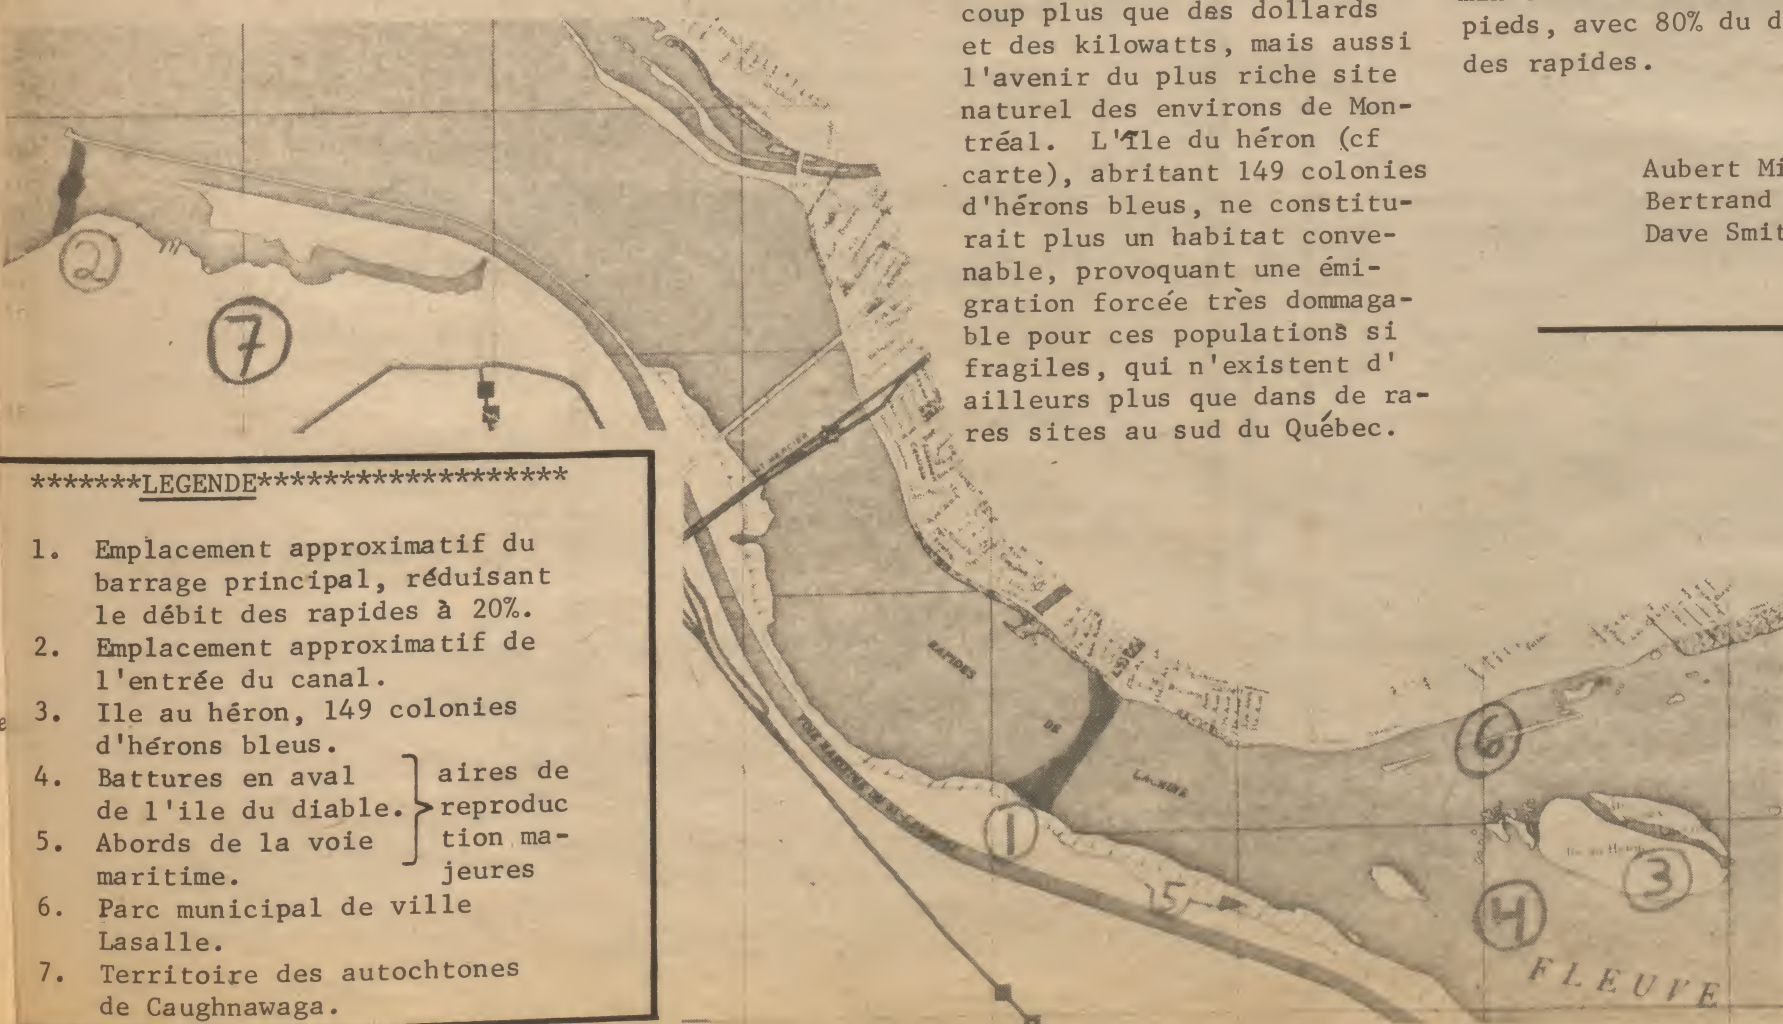 coup plus que des dollards
et des kilowatts, mais aussi
l'avenir du plus riche site
naturel des environs de Mon-
tréal. L'île du héron (cf
carte), abritant 149 colonies
d'hérons bleus, ne constitu-
rait plus un habitat conve-
nable, provoquant une émi-
gration forcée très dommaga-
ble pour ces populations si
fragiles, qui n'existent d'
ailleurs plus que dans de ra-
res sites au sud du Québec.
pieds, avec 80% du d
des rapides.
Aubert Mi
Bertrand
Dave Smit
*******LEGENDE*******************
1. Emplacement approximatif du
barrage principal, réduisant
le débit des rapides à 20%.
2. Emplacement approximatif de
l'entrée du canal.
3. Ile au héron, 149 colonies
d'hérons bleus.
4. Battures en aval
de l'ile du diable.
5. Abords de la voie
maritime.
aires de
reproduc
tion ma-
jeures
6. Parc municipal de ville
Lasalle.
7. Territoire des autochtones
de Caughnawaga.
2
7
MERCIER
RAPIDES
DE
LACHINE
VOIE MARITIME DU ST-LAURENT
1
5
6
3
4
FLEUVE